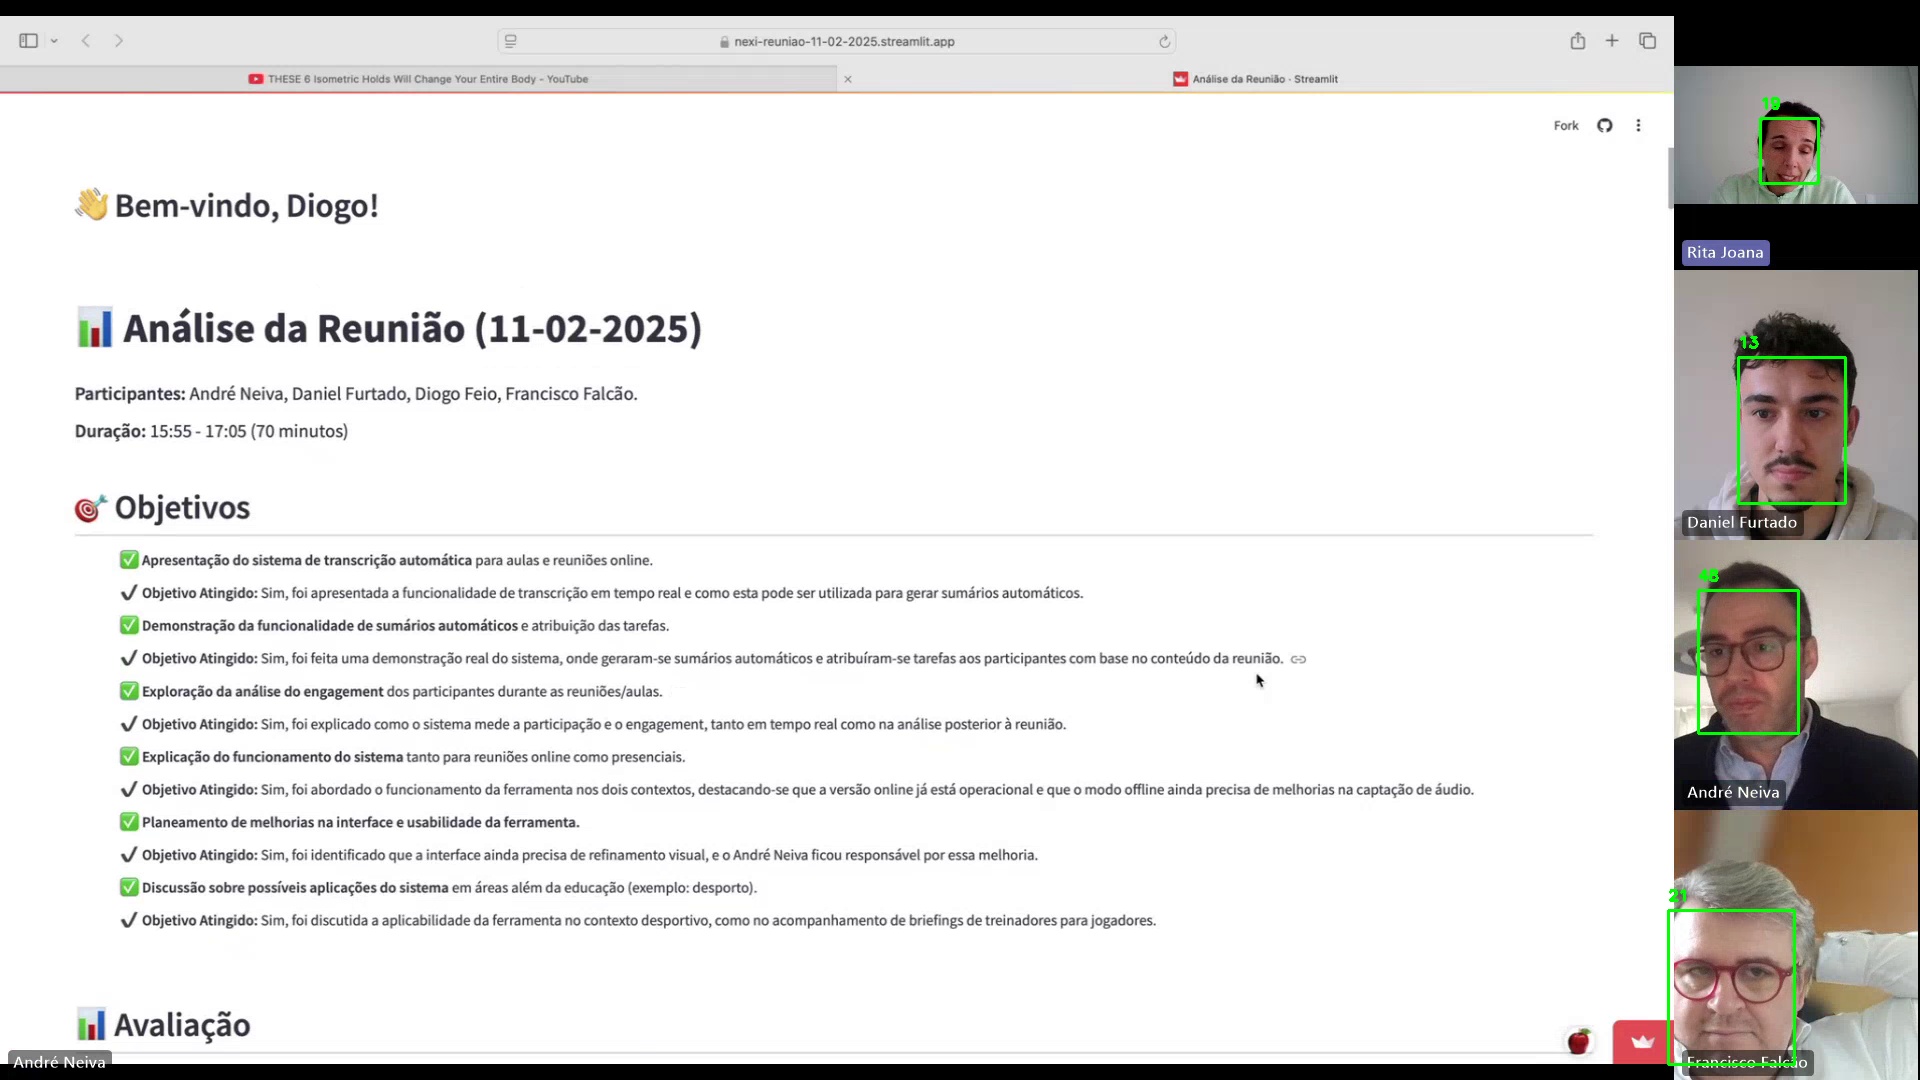 nexi-reuniao-11-02-2025.streamlit.app
THESE 6 Isometric Holds Will Change Your Entire Body - YouTube
Análise da Reunião · Streamlit
Fork
Bem-vindo, Diogo!
Análise da Reunião (11-02-2025)
Participantes: André Neiva, Daniel Furtado, Diogo Feio, Francisco Falcão.
Duração: 15:55 - 17:05 (70 minutos)
Objetivos
Apresentação do sistema de transcrição automática para aulas e reuniões online.
Objetivo Atingido: Sim, foi apresentada a funcionalidade de transcrição em tempo real e como esta pode ser utilizada para gerar sumários automáticos.
Demonstração da funcionalidade de sumários automáticos e atribuição das tarefas.
Objetivo Atingido: Sim, foi feita uma demonstração real do sistema, onde geraram-se sumários automáticos e atribuíram-se tarefas aos participantes com base no conteúdo da reunião.
Exploração da análise do engagement dos participantes durante as reuniões/aulas.
Objetivo Atingido: Sim, foi explicado como o sistema mede a participação e o engagement, tanto em tempo real como na análise posterior à reunião.
Explicação do funcionamento do sistema tanto para reuniões online como presenciais.
Objetivo Atingido: Sim, foi abordado o funcionamento da ferramenta nos dois contextos, destacando-se que a versão online já está operacional e que o modo offline ainda precisa de melhorias na captação de áudio.
Planeamento de melhorias na interface e usabilidade da ferramenta.
Objetivo Atingido: Sim, foi identificado que a interface ainda precisa de refinamento visual, e o André Neiva ficou responsável por essa melhoria.
Discussão sobre possíveis aplicações do sistema em áreas além da educação (exemplo: desporto).
Objetivo Atingido: Sim, foi discutida a aplicabilidade da ferramenta no contexto desportivo, como no acompanhamento de briefings de treinadores para jogadores.
Avaliação
André Neiva
Rita Joana
13
Daniel Furtado
André Neiva
21
Francisco Falcão